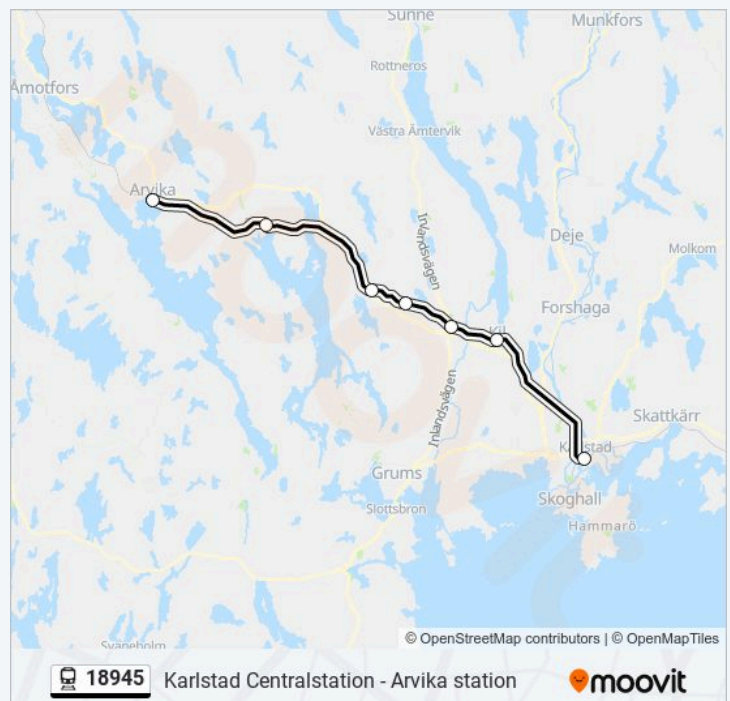 Sunne
Munkfors
Rottneros
Åmotfors
Västra Ämtervik
Arvika
Inlandsvägen
Deje
Molkom
Forshaga
Kil
Inlandsvägen
Skattkärr
Karlstad
Grums
Skoghall
Slottsbron
Hammarö
Svaneholm
© OpenStreetMap contributors | © OpenMapTiles
18945 Karlstad Centralstation - Arvika station moovit